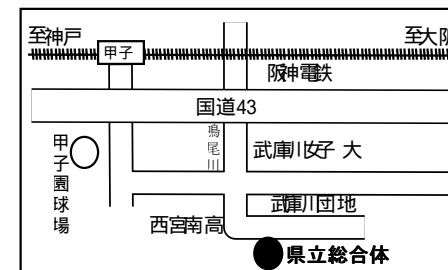 至神戸
至大阪
甲子
阪神電鉄
国道43
鳴尾川
甲子園球場
武庫川女子 大
武庫川団地
西宮南高
県立総合体